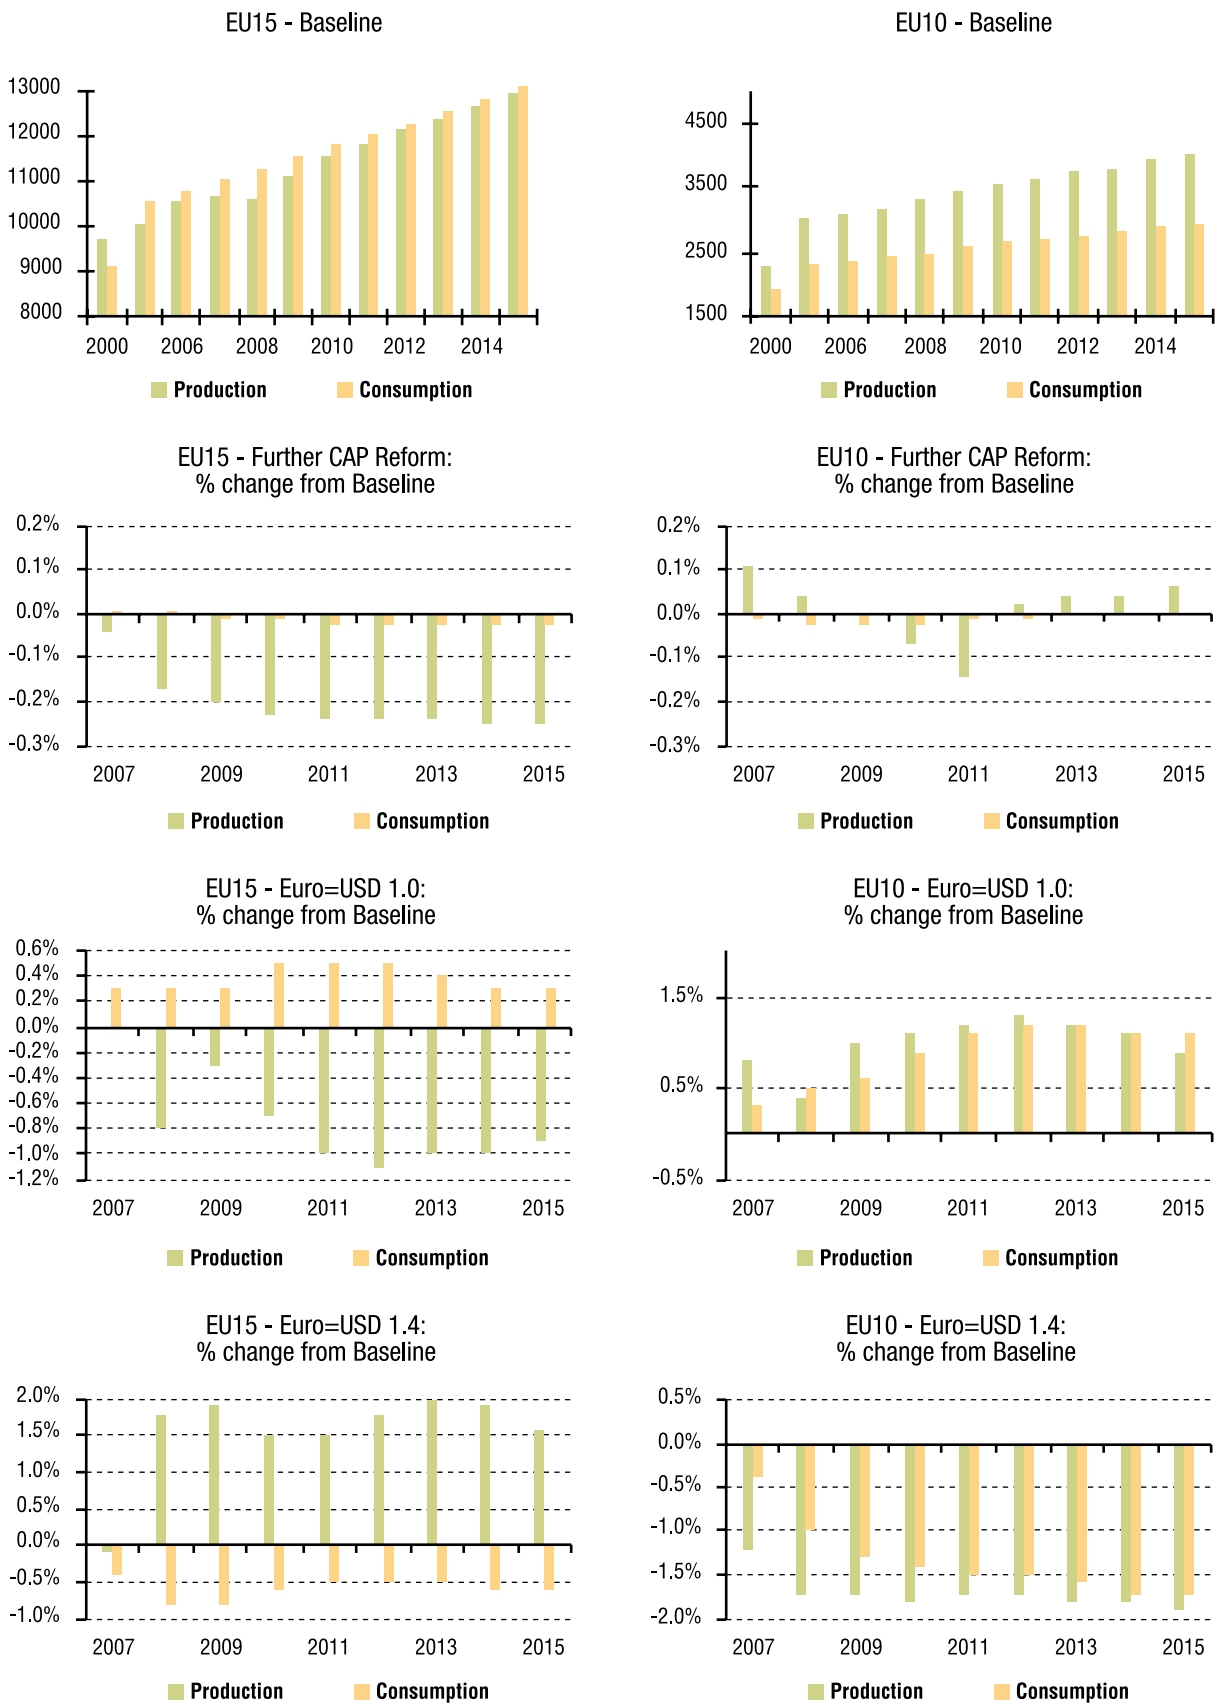 EU15 - Baseline
13000
12000
11000
10000
9000
8000
2000 2006 2008 2010 2012 2014
Production Consumption
EU10 - Baseline
4500
3500
2500
1500
2000 2006 2008 2010 2012 2014
Production Consumption
EU15 - Further CAP Reform:
% change from Baseline
0.2%
0.1%
0.0%
-0.1%
-0.2%
-0.3%
2007 2009 2011 2013 2015
Production Consumption
EU10 - Further CAP Reform:
% change from Baseline
0.2%
0.1%
0.0%
-0.1%
-0.2%
-0.3%
2007 2009 2011 2013 2015
Production Consumption
EU15 - Euro=USD 1.0:
% change from Baseline
0.6%
0.4%
0.2%
0.0%
-0.2%
-0.4%
-0.6%
-0.8%
-1.0%
-1.2%
2007 2009 2011 2013 2015
Production Consumption
EU10 - Euro=USD 1.0:
% change from Baseline
1.5%
0.5%
-0.5%
2007 2009 2011 2013 2015
Production Consumption
EU15 - Euro=USD 1.4:
% change from Baseline
2.0%
1.5%
1.0%
0.5%
0.0%
-0.5%
-1.0%
2007 2009 2011 2013 2015
Production Consumption
EU10 - Euro=USD 1.4:
% change from Baseline
0.5%
0.0%
-0.5%
-1.0%
-1.5%
-2.0%
2007 2009 2011 2013 2015
Production Consumption